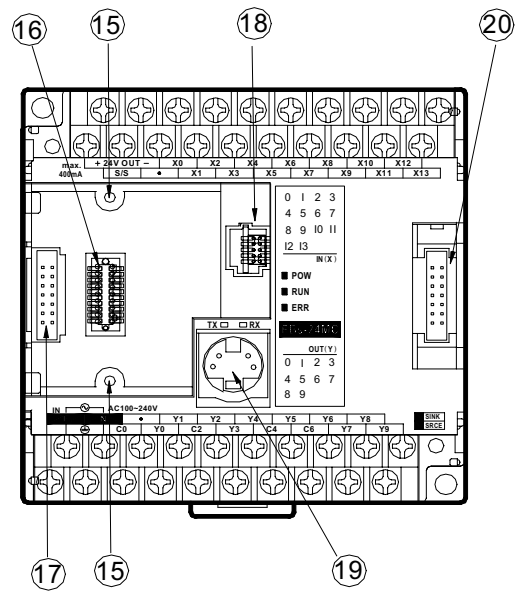 16 15 18 20
max. 400mA
+ 24V OUT − X0 X2 X4 X6 X8 X10 X12
S/S • X1 X3 X5 X7 X9 X11 X13
0 1 2 3
4 5 6 7
8 9 10 11
12 13
IN(X)
POW
RUN
ERR
FBs-24MC
TX RX
OUT(Y)
0 1 2 3
4 5 6 7
8 9
IN AC100~240V
• Y1 Y2 Y4 Y5 Y6 Y8
C0 Y0 C2 Y3 C4 C6 Y7 Y9
SINK
SRCE
17 15 19